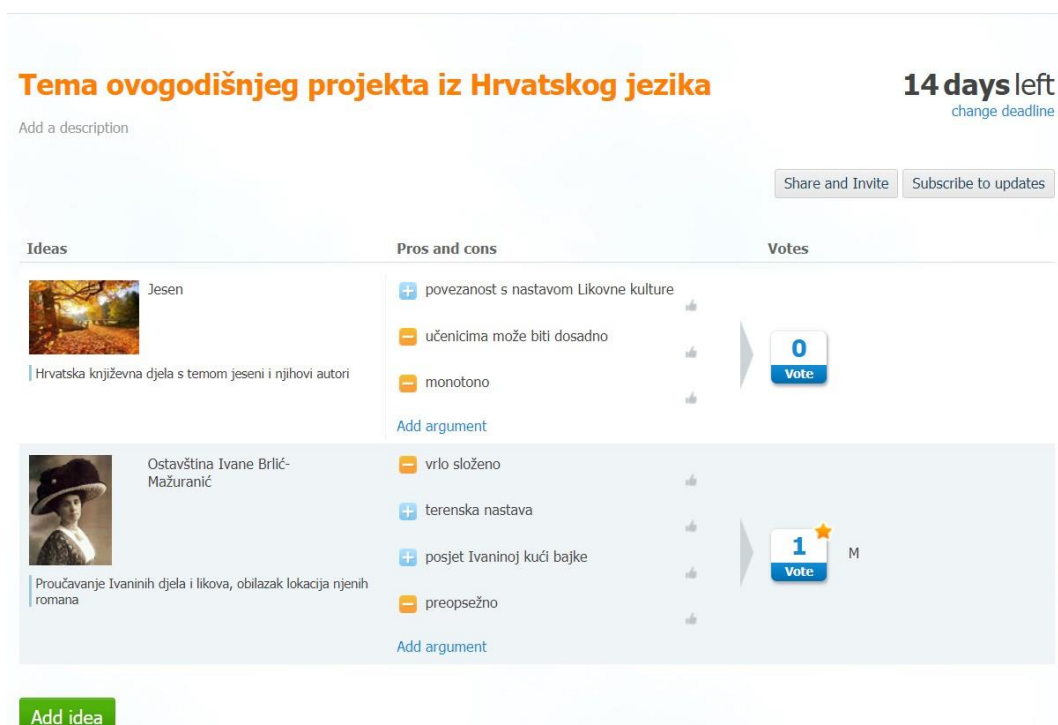 Tema ovogodišnjeg projekta iz Hrvatskog jezika
14 days left
change deadline
Add a description
Share and Invite
Subscribe to updates
Ideas
Pros and cons
Votes
Jesen
Hrvatska književna djela s temom jeseni i njihovi autori
povezanost s nastavom Likovne kulture
učenicima može biti dosadno
monotono
Add argument
0
Vote
Ostavština Ivane Brlić-
Mažuranić
Proučavanje Ivaninih djela i likova, obilazak lokacija njenih
romana
vrlo složeno
terenska nastava
posjet Ivaninoj kući bajke
preopsežno
Add argument
1
Vote
M
Add idea